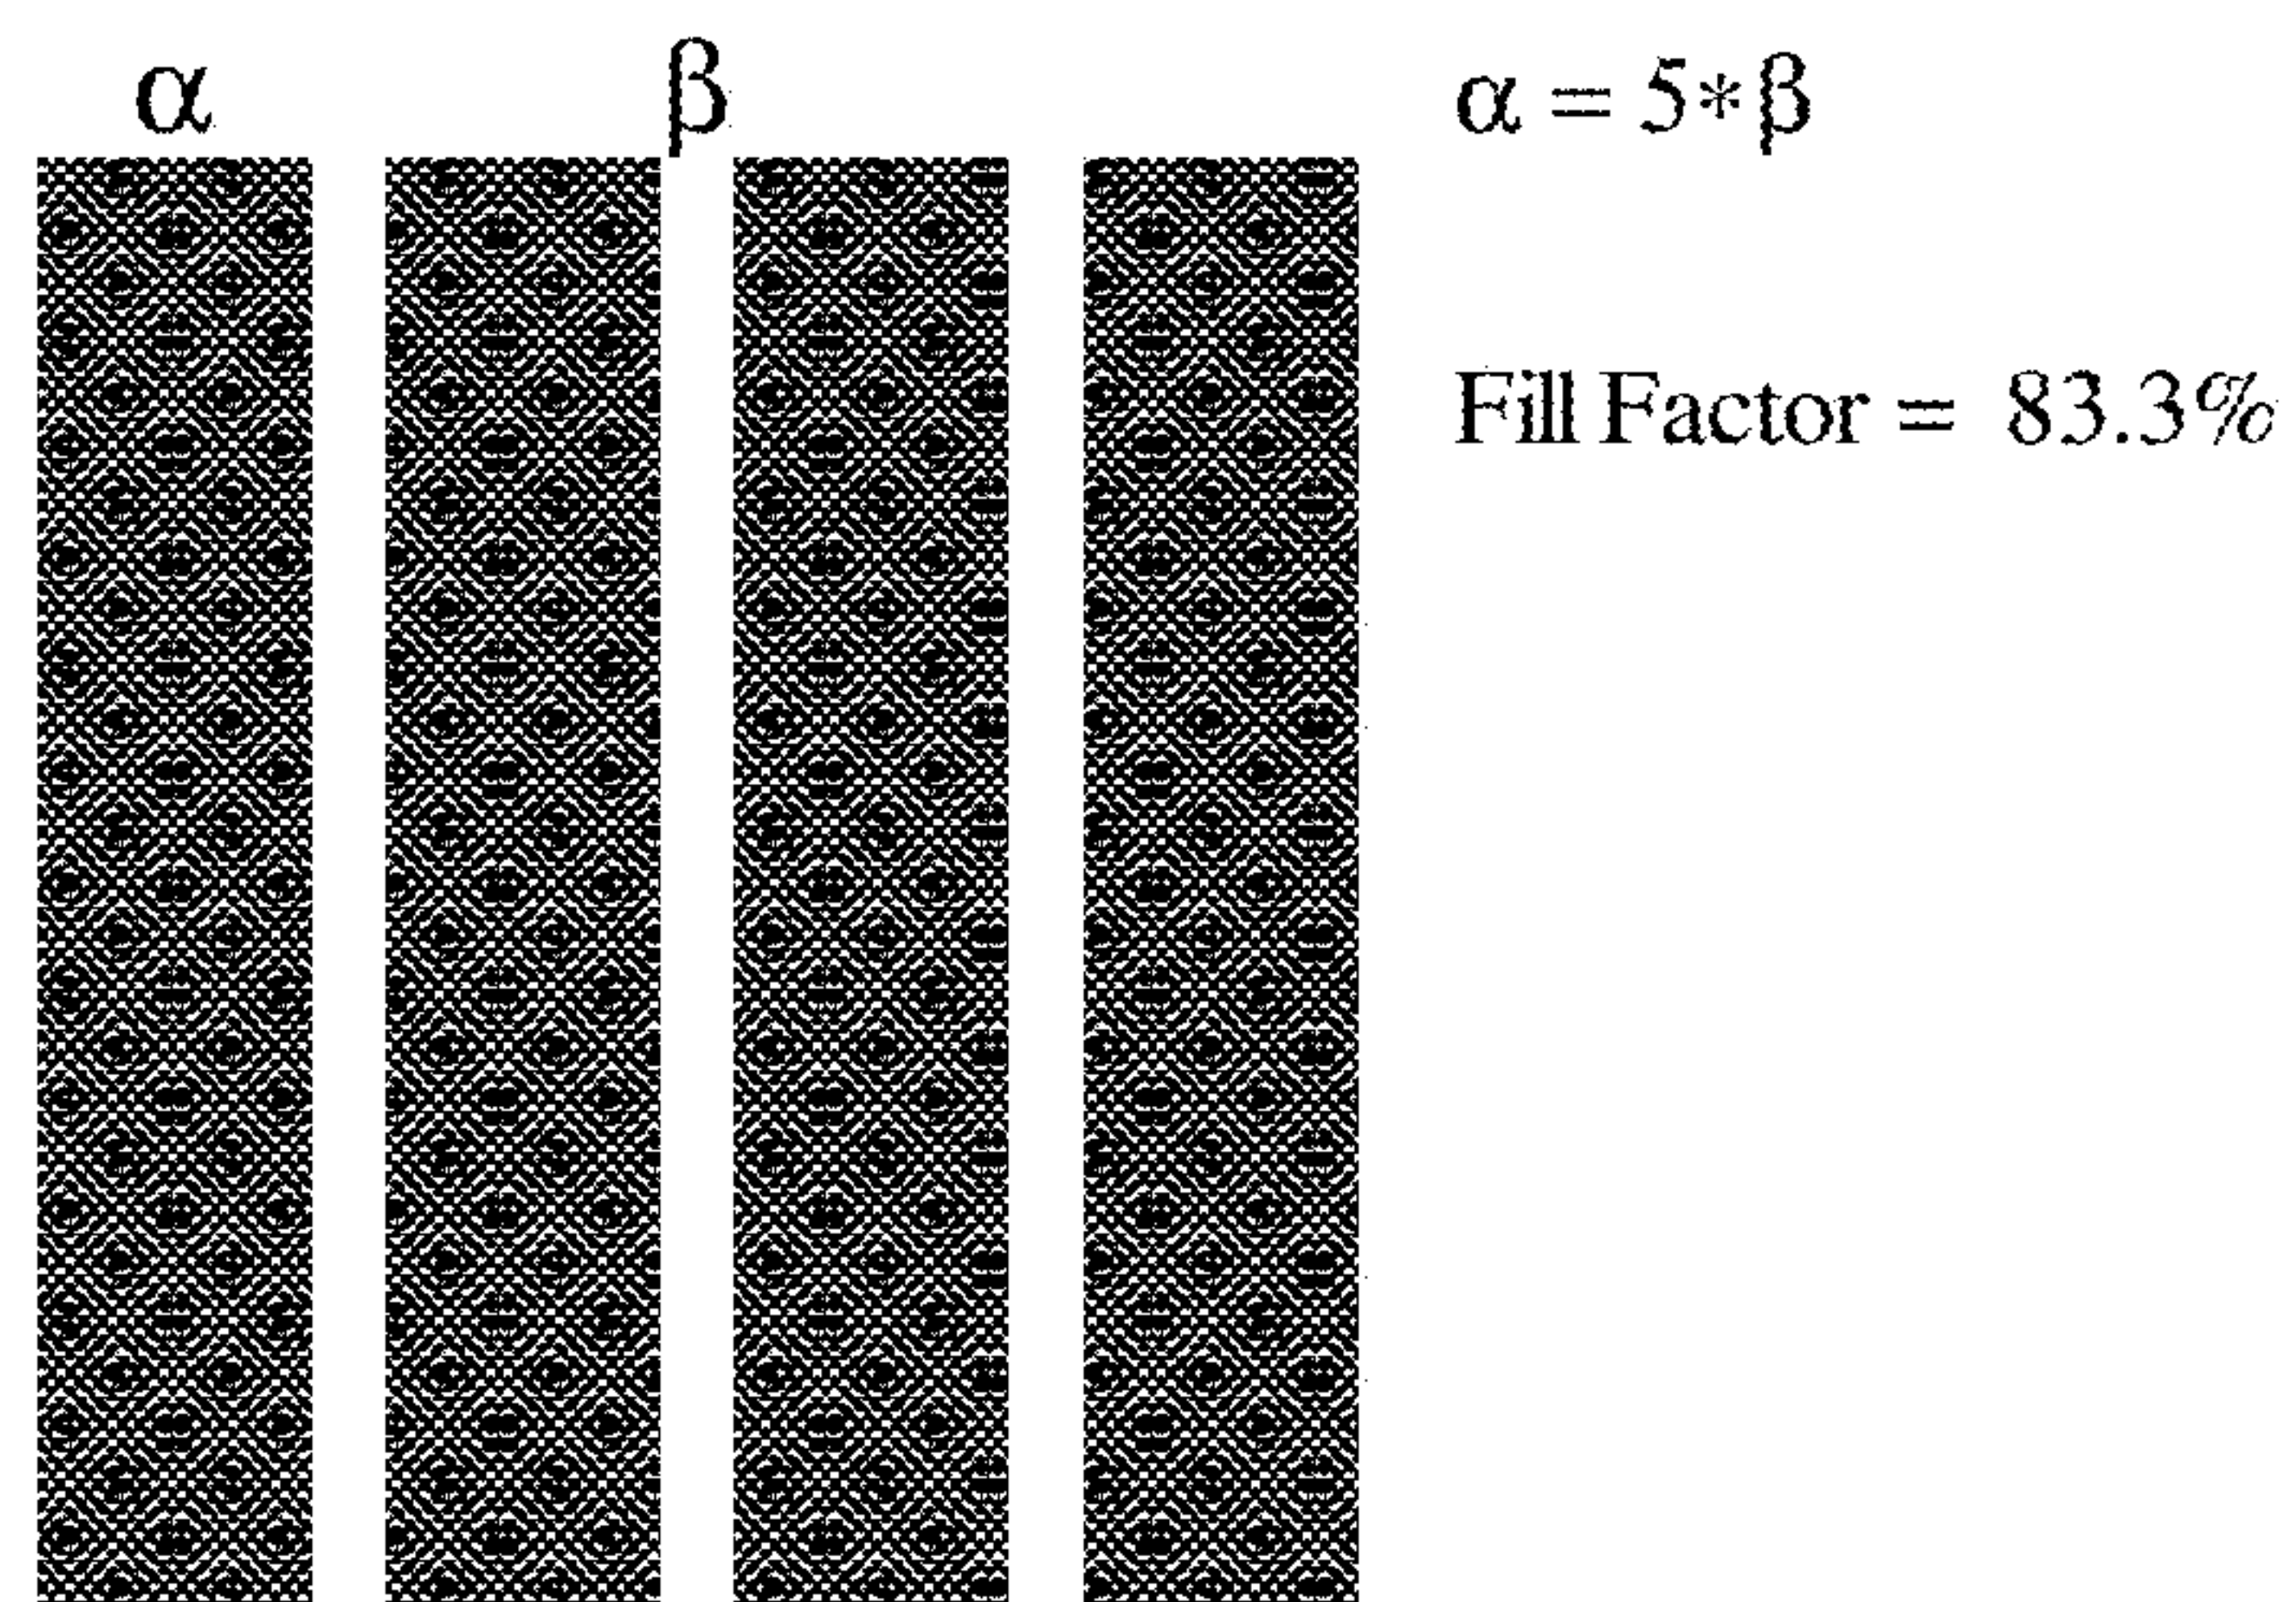 α
β
α = 5*β
Fill Factor = 83.3%